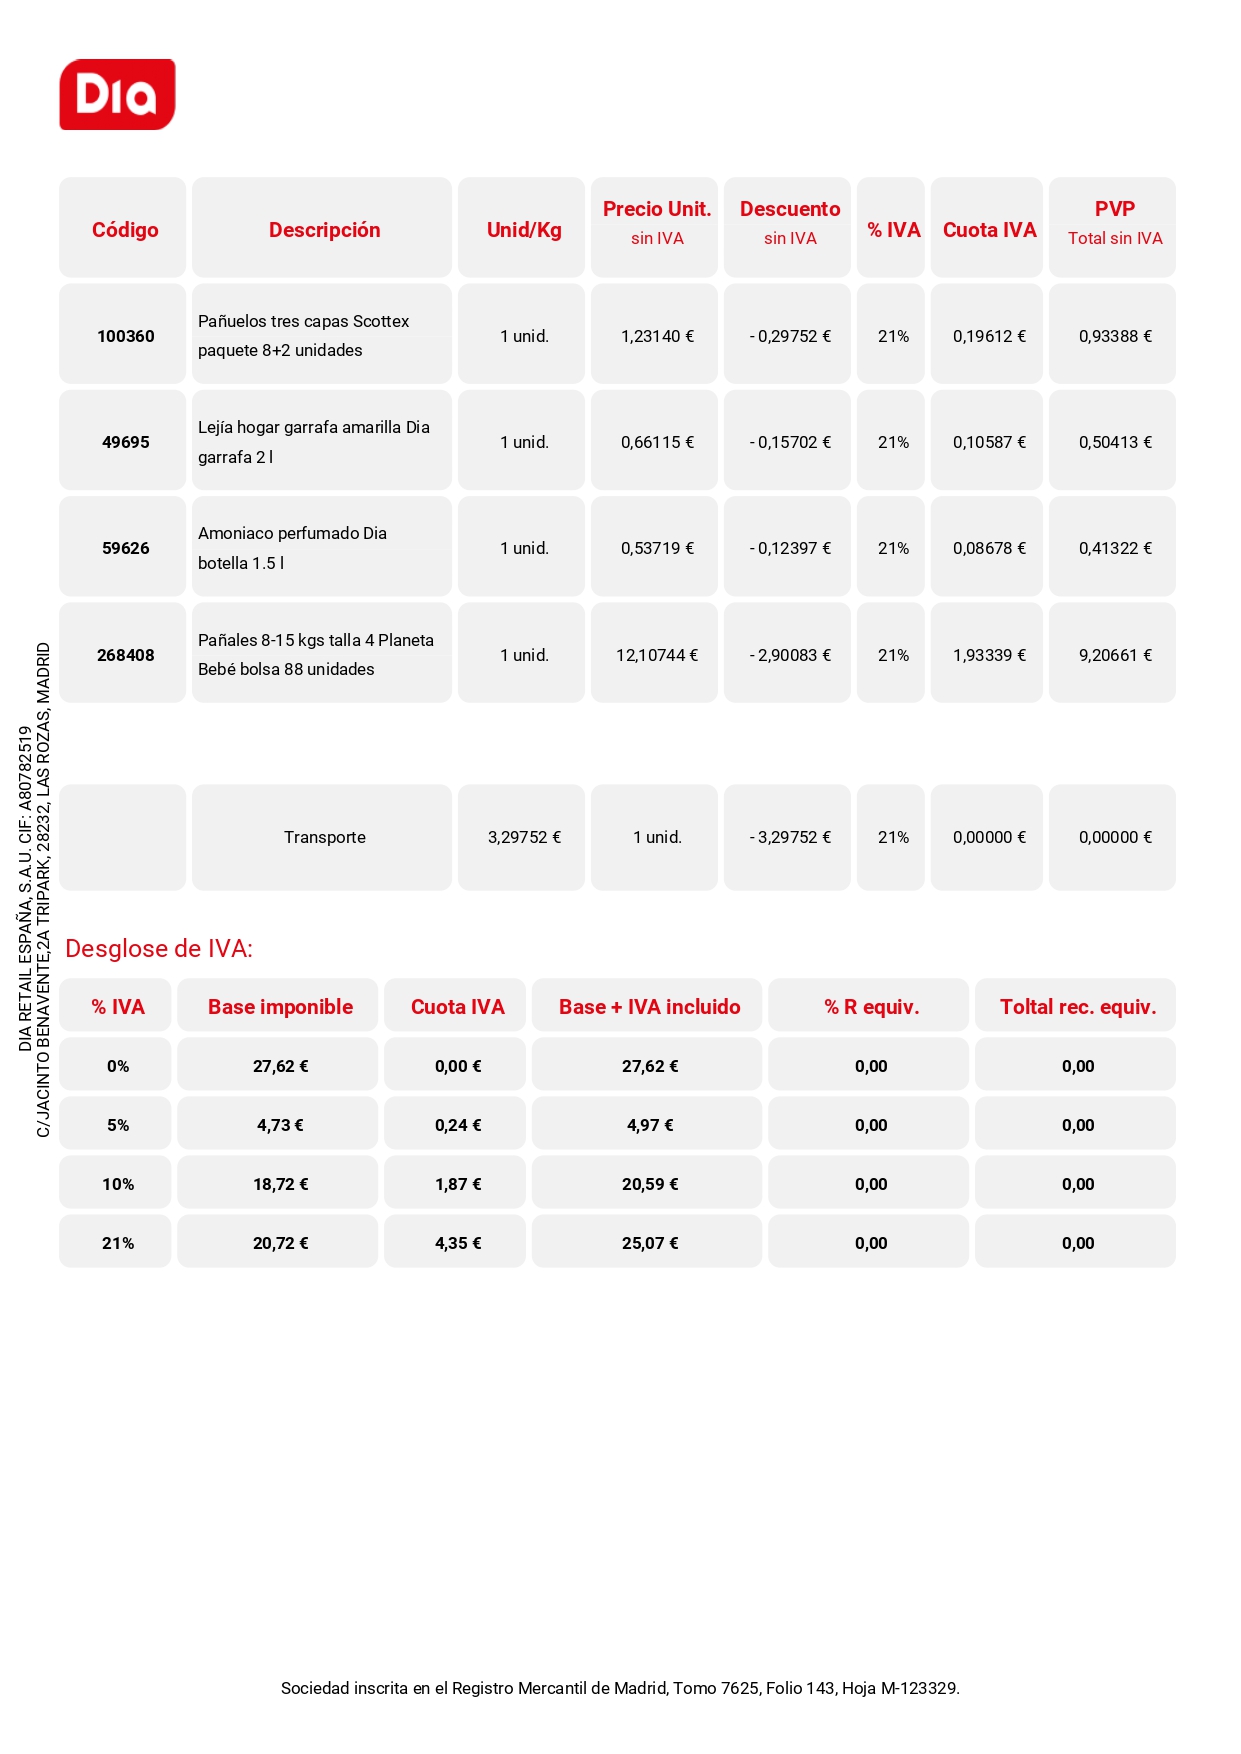 Dia
Código Descripción Unid/Kg Precio Unit. sin IVA Descuento sin IVA % IVA Cuota IVA PVP Total sin IVA
100360 Pañuelos tres capas Scottex paquete 8+2 unidades 1 unid. 1,23140 € - 0,29752 € 21% 0,19612 € 0,93388 €
49695 Lejía hogar garrafa amarilla Dia garrafa 2 l 1 unid. 0,66115 € - 0,15702 € 21% 0,10587 € 0,50413 €
59626 Amoniaco perfumado Dia botella 1.5 l 1 unid. 0,53719 € - 0,12397 € 21% 0,08678 € 0,41322 €
268408 Pañales 8-15 kgs talla 4 Planeta Bebé bolsa 88 unidades 1 unid. 12,10744 € - 2,90083 € 21% 1,93339 € 9,20661 €
Transporte 3,29752 € 1 unid. - 3,29752 € 21% 0,00000 € 0,00000 €
Desglose de IVA:
% IVA Base imponible Cuota IVA Base + IVA incluido % R equiv. Toltal rec. equiv.
0% 27,62 € 0,00 € 27,62 € 0,00 0,00
5% 4,73 € 0,24 € 4,97 € 0,00 0,00
10% 18,72 € 1,87 € 20,59 € 0,00 0,00
21% 20,72 € 4,35 € 25,07 € 0,00 0,00
DIA RETAIL ESPAÑA, S.A.U. CIF: A80782519
C/JACINTO BENAVENTE,2A TRIPARK, 28232, LAS ROZAS, MADRID
Sociedad inscrita en el Registro Mercantil de Madrid, Tomo 7625, Folio 143, Hoja M-123329.